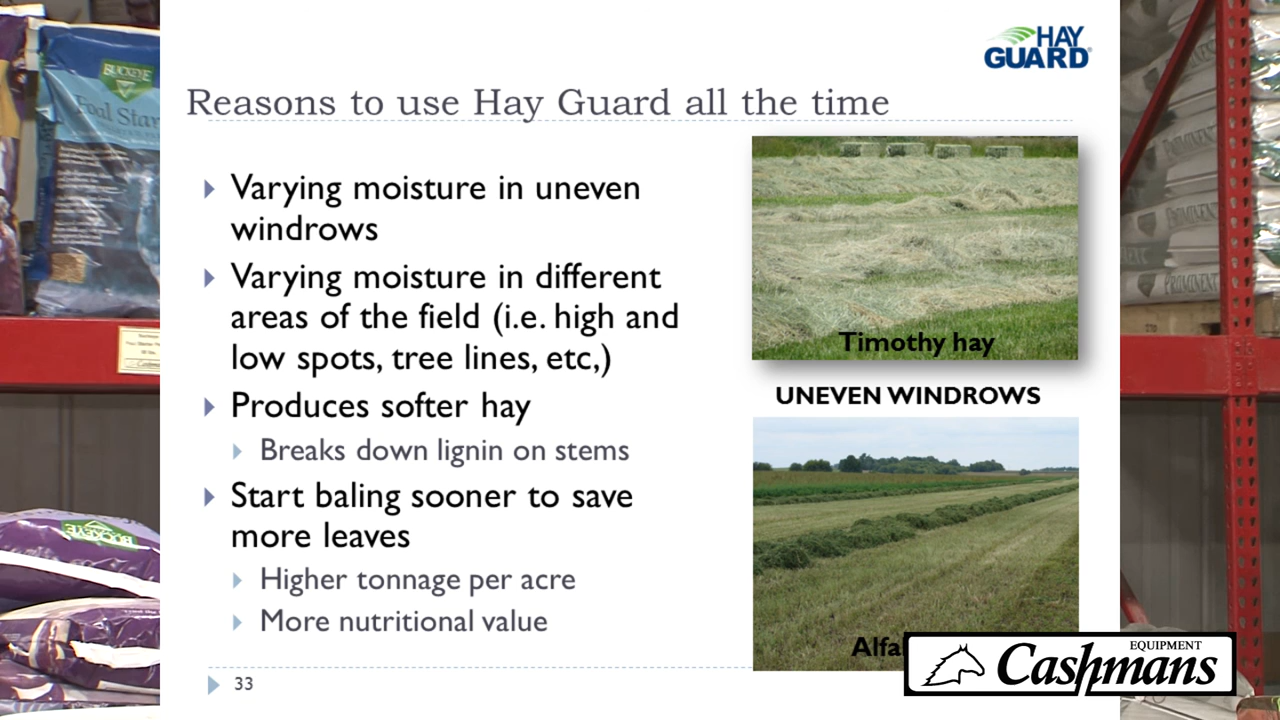 BUCKEYE
HAY
GUARD
Reasons to use Hay Guard all the time
Varying moisture in uneven
windrows
Varying moisture in different
areas of the field (i.e. high and
low spots, tree lines, etc,)
Produces softer hay
Breaks down lignin on stems
Start baling sooner to save
more leaves
Higher tonnage per acre
More nutritional value
33
Timothy hay
UNEVEN WINDROWS
Alfa
EQUIPMENT
Cashmans
BUCKEYE
PROMINENT